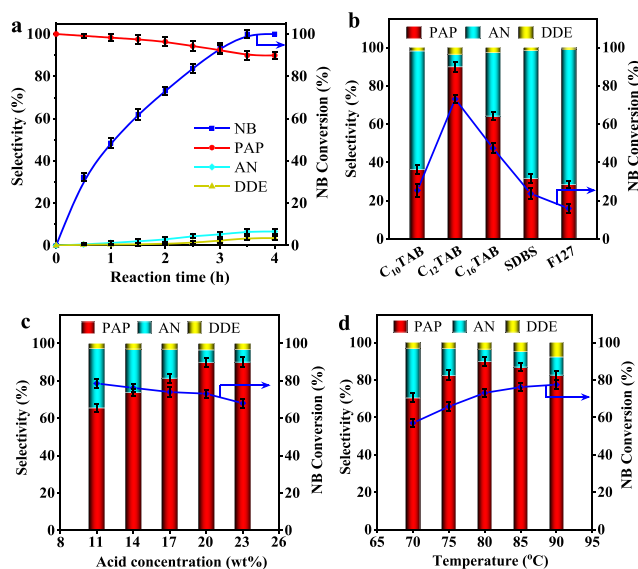 a
Selectivity (%)
100
80
60
40
20
0
NB
PAP
AN
DDE
100
80
60
40
20
0
NB Conversion (%)
0 1 2 3 4
Reaction time (h)
b
PAP AN DDE
Selectivity (%)
100
80
60
40
20
0
100
80
60
40
20
0
NB Conversion (%)
C10TAB C12TAB C16TAB SDBS F127
c
PAP AN DDE
Selectivity (%)
100
80
60
40
20
0
100
80
60
40
20
0
NB Conversion (%)
8 11 14 17 20 23 26
Acid concentration (wt%)
d
PAP AN DDE
Selectivity (%)
100
80
60
40
20
0
100
80
60
40
20
0
NB Conversion (%)
65 70 75 80 85 90 95
Temperature (°C)